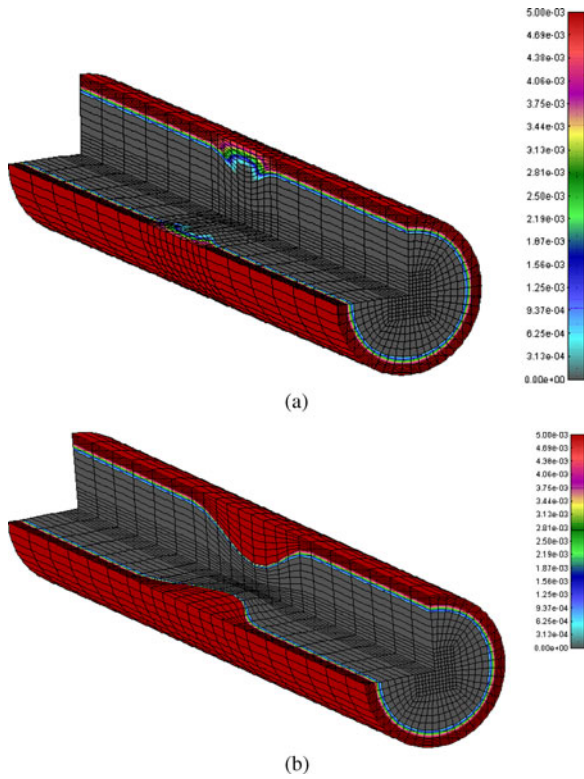 5.00e-03
4.69e-03
4.38e-03
4.06e-03
3.75e-03
3.44e-03
3.13e-03
2.81e-03
2.50e-03
2.19e-03
1.87e-03
1.56e-03
1.25e-03
9.37e-04
6.25e-04
3.13e-04
0.00e+00
(a)
5.00e-03
4.69e-03
4.38e-03
4.06e-03
3.75e-03
3.44e-03
3.13e-03
2.81e-03
2.50e-03
2.19e-03
1.87e-03
1.56e-03
1.25e-03
9.37e-04
6.25e-04
3.13e-04
0.00e+00
(b)